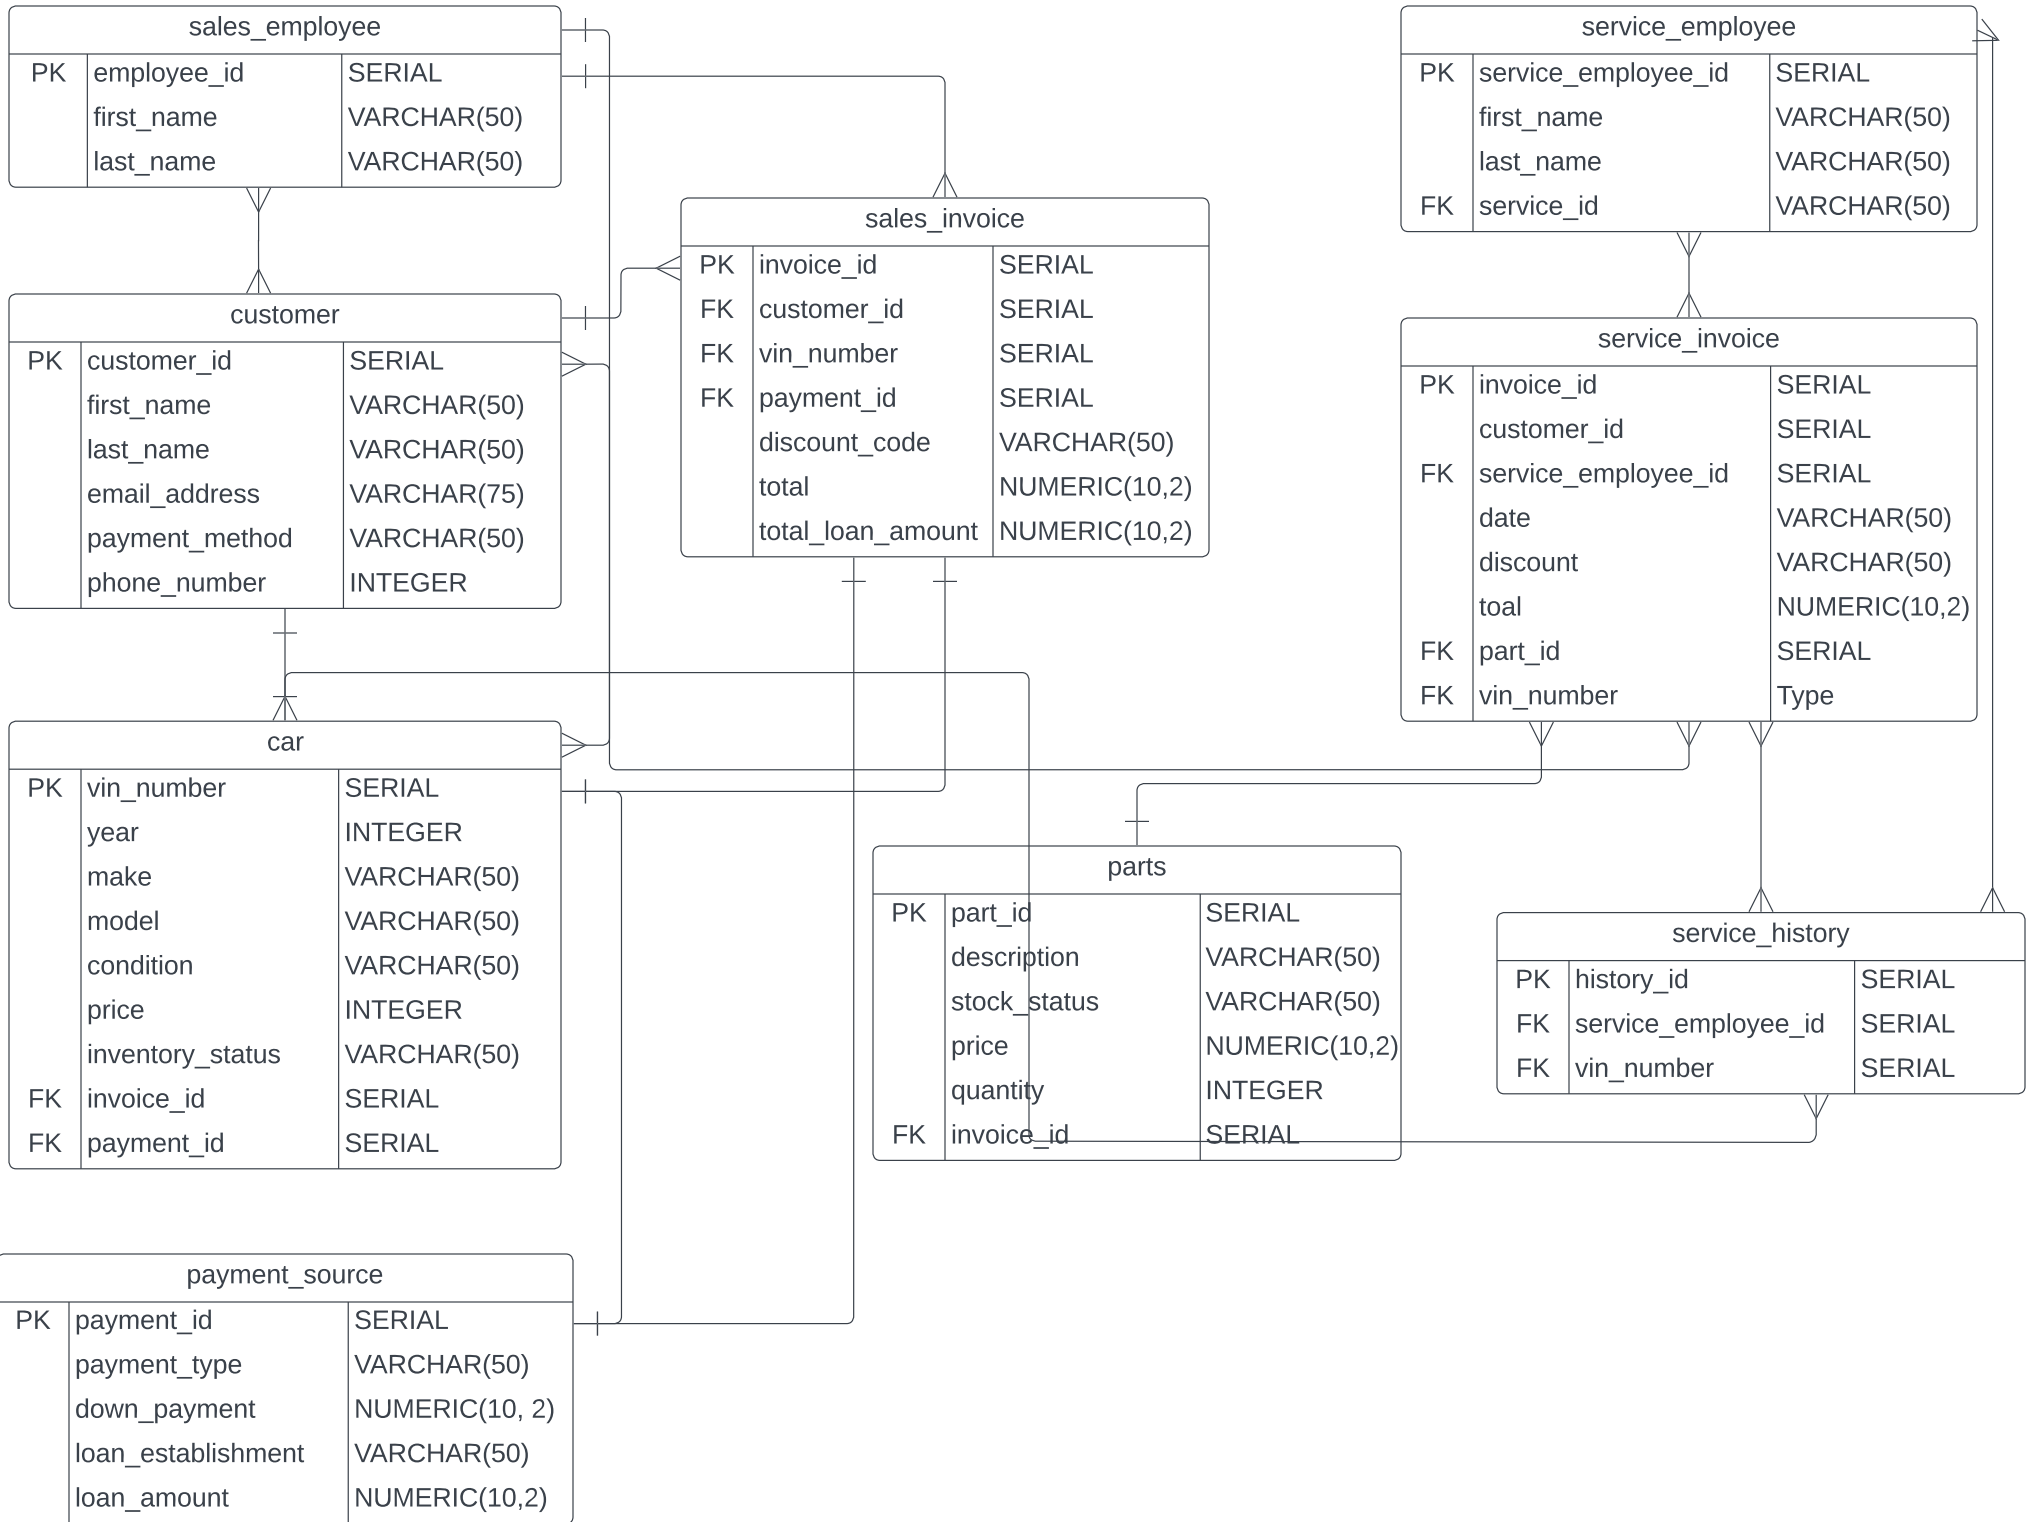 sales_employee
PK employee_id SERIAL
first_name VARCHAR(50)
last_name VARCHAR(50)
customer
PK customer_id SERIAL
first_name VARCHAR(50)
last_name VARCHAR(50)
email_address VARCHAR(75)
payment_method VARCHAR(50)
phone_number INTEGER
car
PK vin_number SERIAL
year INTEGER
make VARCHAR(50)
model VARCHAR(50)
condition VARCHAR(50)
price INTEGER
inventory_status VARCHAR(50)
FK invoice_id SERIAL
FK payment_id SERIAL
payment_source
PK payment_id SERIAL
payment_type VARCHAR(50)
down_payment NUMERIC(10, 2)
loan_establishment VARCHAR(50)
loan_amount NUMERIC(10,2)
sales_invoice
PK invoice_id SERIAL
FK customer_id SERIAL
FK vin_number SERIAL
FK payment_id SERIAL
discount_code VARCHAR(50)
total NUMERIC(10,2)
total_loan_amount NUMERIC(10,2)
parts
PK part_id SERIAL
description VARCHAR(50)
stock_status VARCHAR(50)
price NUMERIC(10,2)
quantity INTEGER
FK invoice_id SERIAL
service_employee
PK service_employee_id SERIAL
first_name VARCHAR(50)
last_name VARCHAR(50)
FK service_id VARCHAR(50)
service_invoice
PK invoice_id SERIAL
customer_id SERIAL
FK service_employee_id SERIAL
date VARCHAR(50)
discount VARCHAR(50)
toal NUMERIC(10,2)
FK part_id SERIAL
FK vin_number Type
service_history
PK history_id SERIAL
FK service_employee_id SERIAL
FK vin_number SERIAL